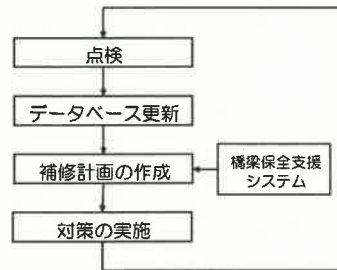 点検
データベース更新
補修計画の作成
橋梁保全支援
システム
対策の実施